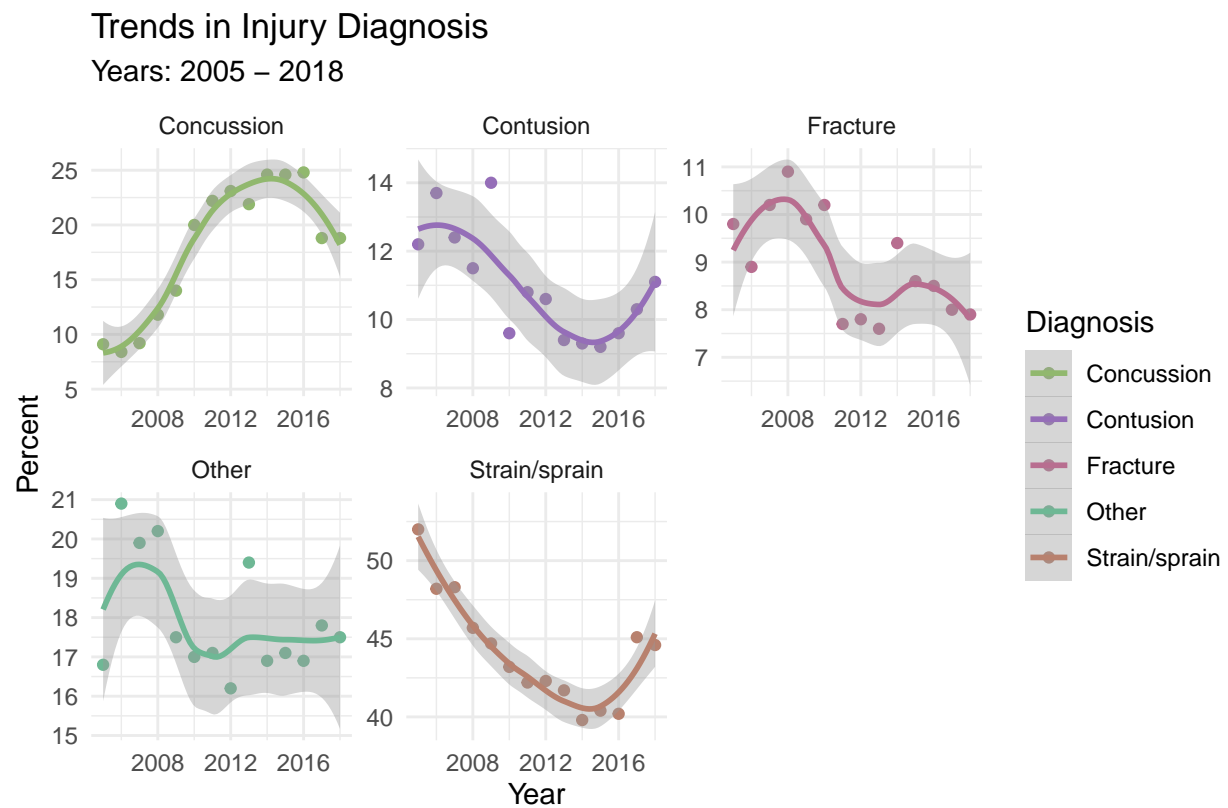 Trends in Injury Diagnosis
Years: 2005 – 2018
Concussion
Contusion
Fracture
25
20
15
10
5
14
12
10
8
11
10
9
8
7
2008 2012 2016
2008 2012 2016
2008 2012 2016
Other
Strain/sprain
21
20
19
18
17
16
15
50
45
40
2008 2012 2016
2008 2012 2016
Percent
Year
Diagnosis
Concussion
Contusion
Fracture
Other
Strain/sprain